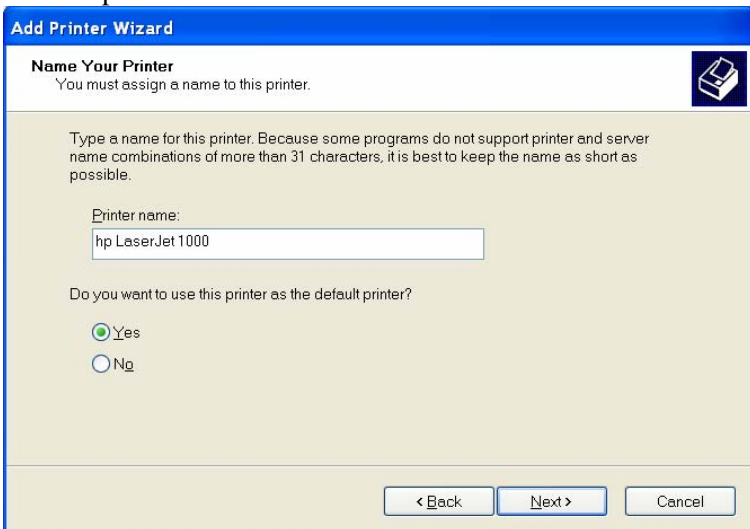 Add Printer Wizard
Name Your Printer
You must assign a name to this printer.
Type a name for this printer. Because some programs do not support printer and server
name combinations of more than 31 characters, it is best to keep the name as short as
possible.
Printer name:
hp LaserJet 1000
Do you want to use this printer as the default printer?
Yes
No
< Back Next > Cancel